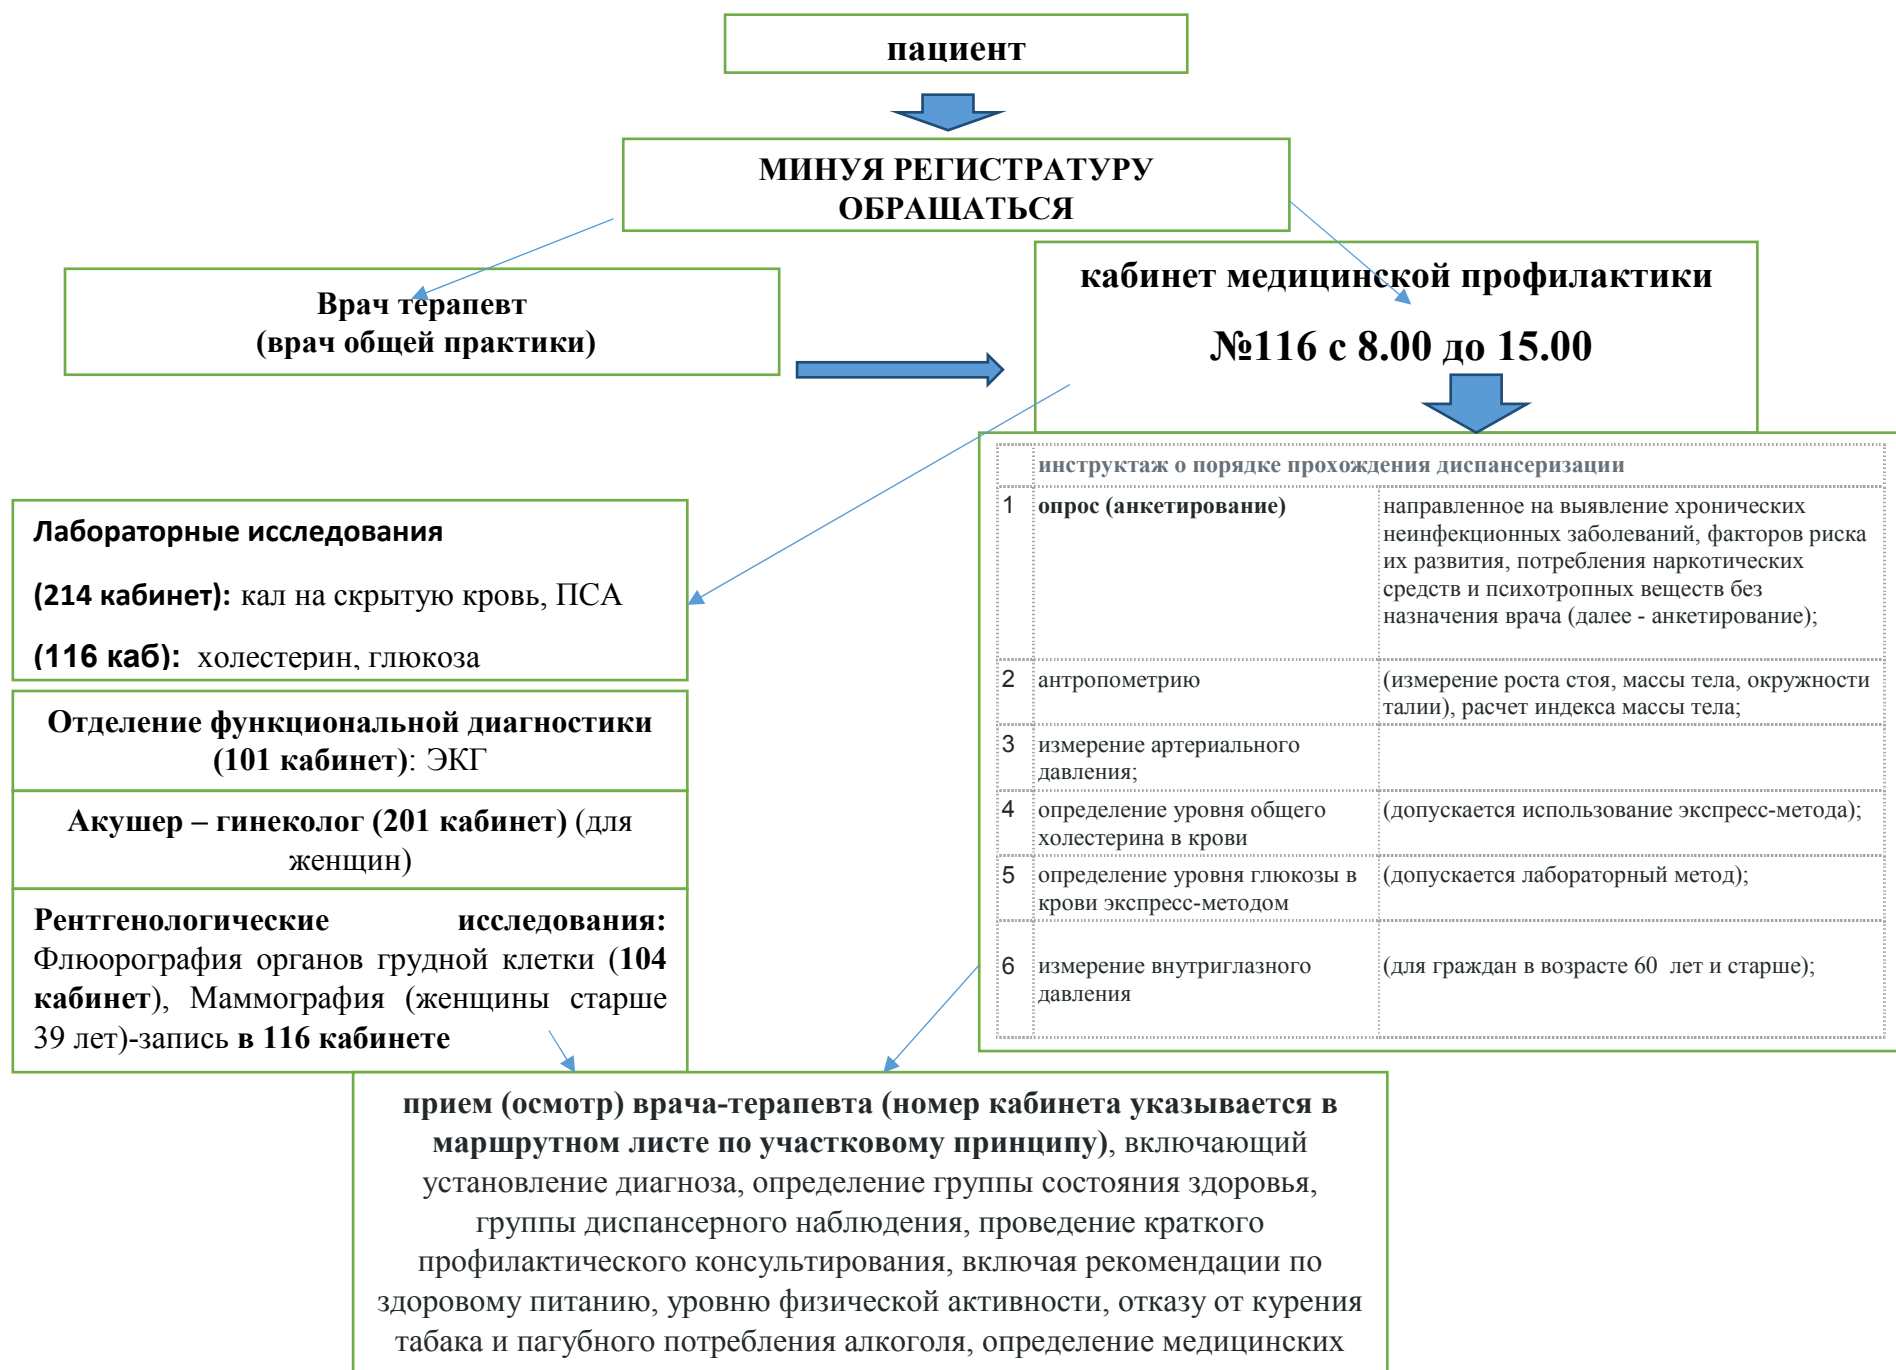 пациент
МИНУЯ РЕГИСТРАТУРУ
ОБРАЩАТЬСЯ
Врач терапевт
(врач общей практики)
кабинет медицинской профилактики
№116 с 8.00 до 15.00
инструктаж о порядке прохождения диспансеризации
1 опрос (анкетирование) направленное на выявление хронических
неинфекционных заболеваний, факторов риска
их развития, потребления наркотических
средств и психотропных веществ без
назначения врача (далее - анкетирование);
2 антропометрию (измерение роста стоя, массы тела, окружности
талии), расчет индекса массы тела;
3 измерение артериального
давления;
4 определение уровня общего (допускается использование экспресс-метода);
холестерина в крови
5 определение уровня глюкозы в (допускается лабораторный метод);
крови экспресс-методом
6 измерение внутриглазного (для граждан в возрасте 60 лет и старше);
давления
Лабораторные исследования
(214 кабинет): кал на скрытую кровь, ПСА
(116 каб): холестерин, глюкоза
Отделение функциональной диагностики
(101 кабинет): ЭКГ
Акушер – гинеколог (201 кабинет) (для
женщин)
Рентгенологические исследования:
Флюорография органов грудной клетки (104
кабинет), Маммография (женщины старше
39 лет)-запись в 116 кабинете
прием (осмотр) врача-терапевта (номер кабинета указывается в
маршрутном листе по участковому принципу), включающий
установление диагноза, определение группы состояния здоровья,
группы диспансерного наблюдения, проведение краткого
профилактического консультирования, включая рекомендации по
здоровому питанию, уровню физической активности, отказу от курения
табака и пагубного потребления алкоголя, определение медицинских